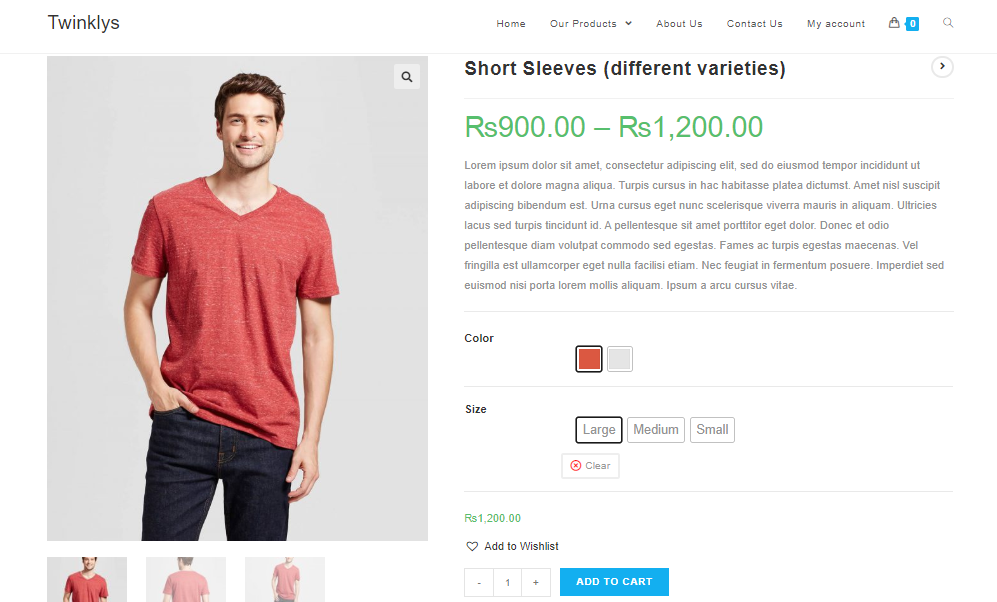 Twinklys
Home Our Products About Us Contact Us My account 0
Short Sleeves (different varieties)
₨900.00 – ₨1,200.00
Lorem ipsum dolor sit amet, consectetur adipiscing elit, sed do eiusmod tempor incididunt ut
labore et dolore magna aliqua. Turpis cursus in hac habitasse platea dictumst. Amet nisl suscipit
adipiscing bibendum est. Urna cursus eget nunc scelerisque viverra mauris in aliquam. Ultricies
lacus sed turpis tincidunt id. A pellentesque sit amet porttitor eget dolor. Donec et odio
pellentesque diam volutpat commodo sed egestas. Fames ac turpis egestas maecenas. Vel
fringilla est ullamcorper eget nulla facilisi etiam. Nec feugiat in fermentum posuere. Imperdiet sed
euismod nisi porta lorem mollis aliquam. Ipsum a arcu cursus vitae.
Color
Size
Large Medium Small
Clear
₨1,200.00
Add to Wishlist
- 1 + ADD TO CART